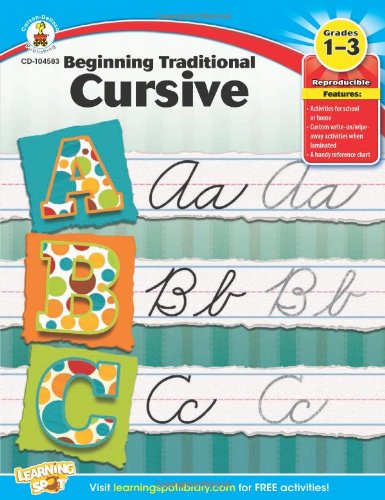 Carson-Dellosa
Publishing
CD-104583
Beginning Traditional
Cursive
Grades
1–3
Reproducible
Features:
• Activities for school
or home
• Custom write-on/wipe-
away activities when
laminated
• A handy reference chart
A Aa Aa
B Bb Bb
C Cc Cc
LEARNING
SPOT
Visit learningspotlibrary.com for FREE activities!